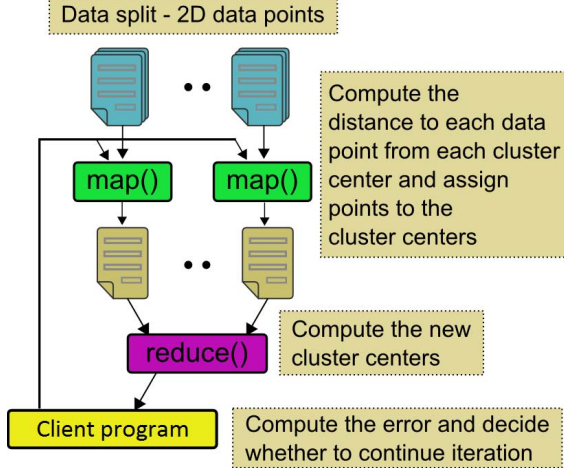 Data split - 2D data points
Compute the
distance to each data
point from each cluster
center and assign
points to the
cluster centers
map()
map()
Compute the new
cluster centers
reduce()
Client program
Compute the error and decide
whether to continue iteration